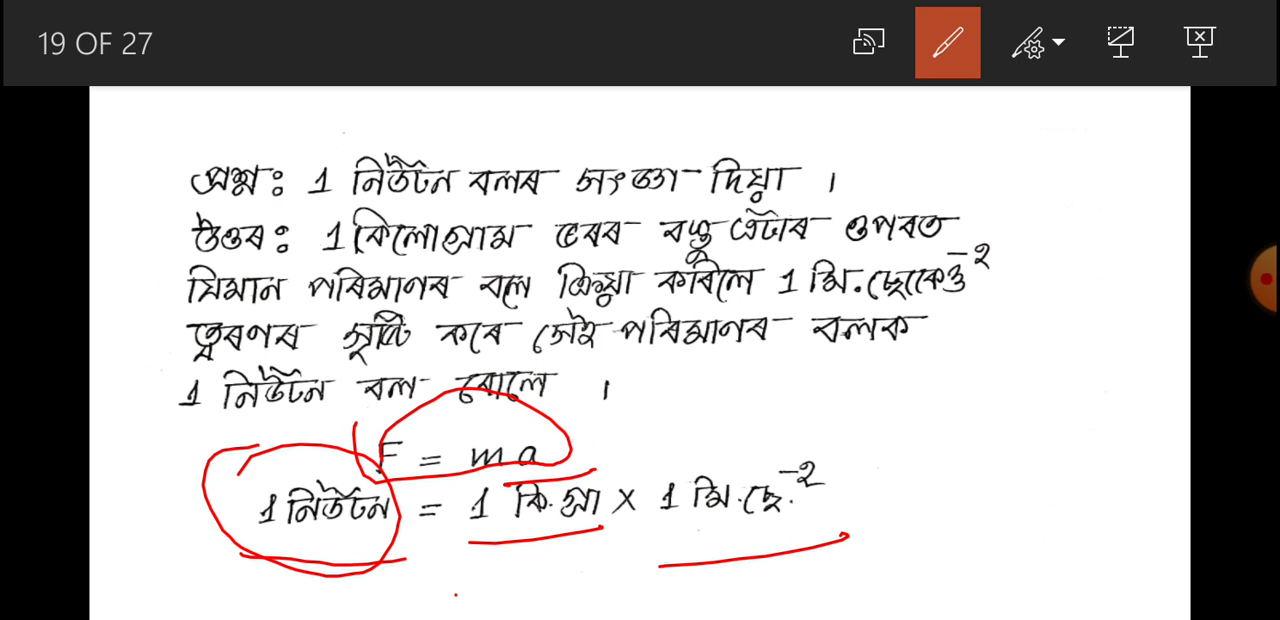 19 OF 27
প্ৰশ্নঃ 1 নিউটন বলৰ সংজ্ঞা দিয়া ।
উত্তৰঃ 1 কিলোগ্ৰাম ভৰৰ বস্তু এটাৰ ওপৰত
যিমান পৰিমাণৰ বলে ক্ৰিয়া কৰিলে 1 মি.ছেকেণ্ড⁻²
ত্বৰণৰ সৃষ্টি কৰে সেই পৰিমাণৰ বলক
1 নিউটন বল বোলে ।
F = ma
1 নিউটন = 1 কি.গ্ৰা × 1 মি.ছে.⁻²